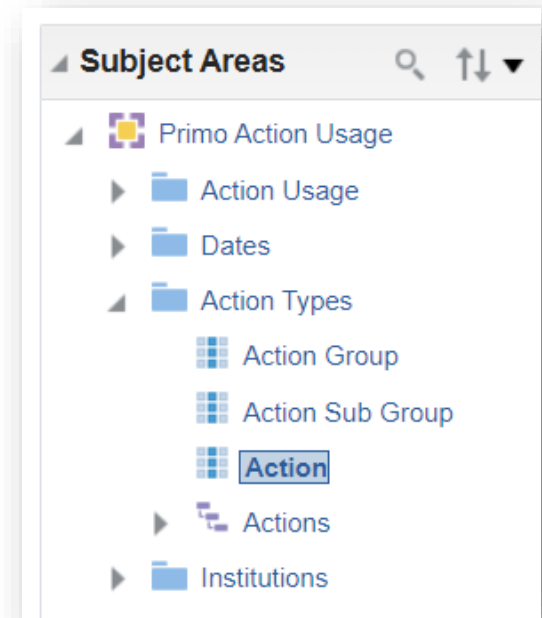 Subject Areas
Primo Action Usage
Action Usage
Dates
Action Types
Action Group
Action Sub Group
Action
Actions
Institutions